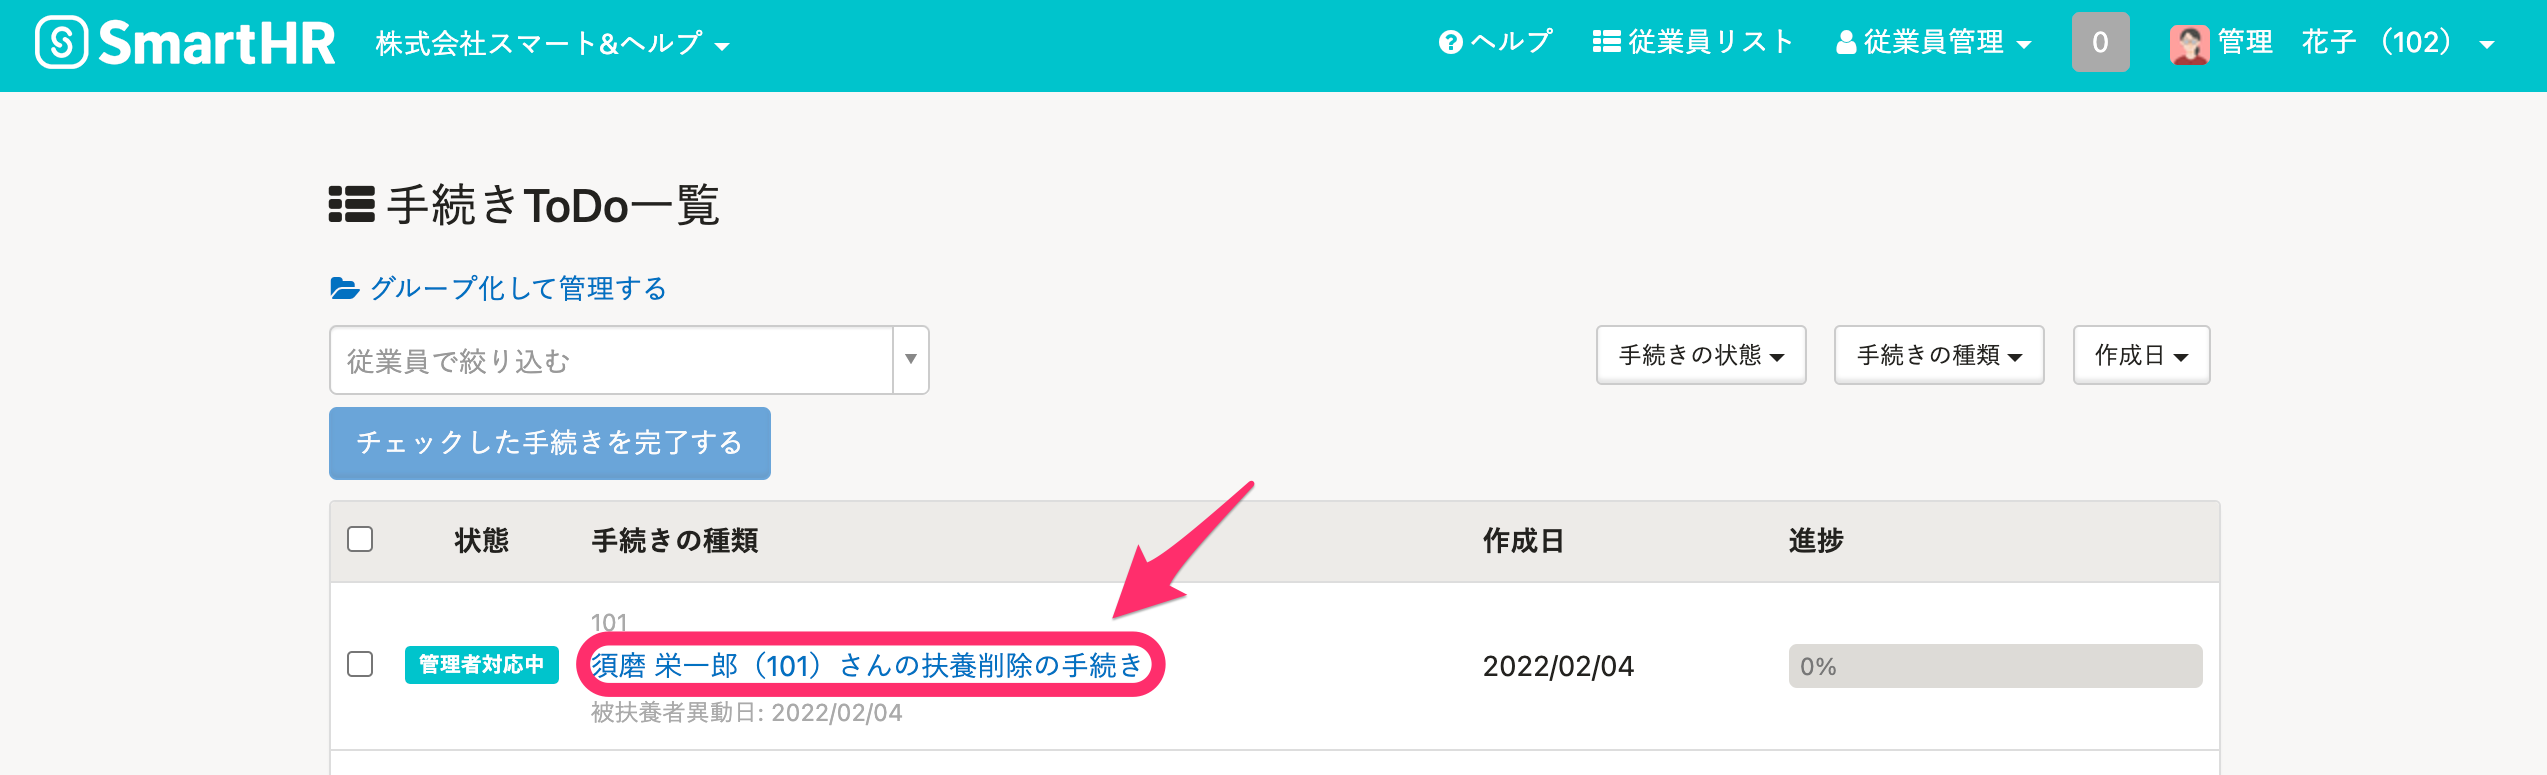 SmartHR 株式会社スマート&ヘルプ ヘルプ 従業員リスト 従業員管理 0 管理 花子 （102）
手続きToDo一覧
グループ化して管理する
従業員で絞り込む 手続きの状態 手続きの種類 作成日
チェックした手続きを完了する
状態 手続きの種類 作成日 進捗
101
管理者対応中 須磨 栄一郎（101）さんの扶養削除の手続き 2022/02/04 0%
被扶養者異動日: 2022/02/04